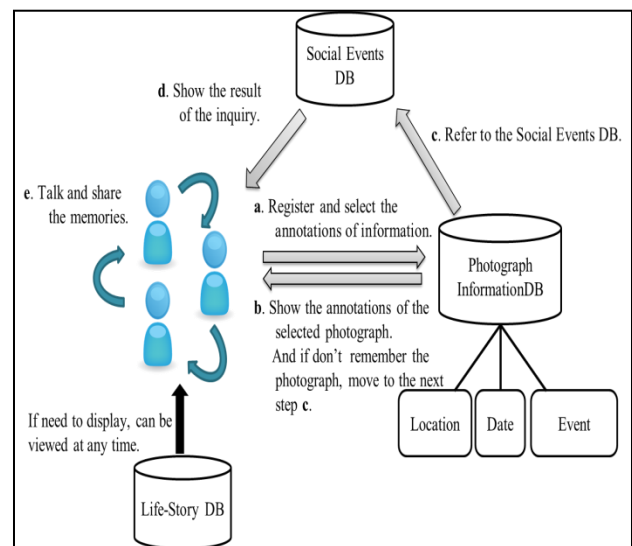 Social Events
DB
d. Show the result
of the inquiry.
c. Refer to the Social Events DB.
e. Talk and share
the memories.
a. Register and select the
annotations of information.
Photograph
InformationDB
b. Show the annotations of the
selected photograph.
And if don't remember the
photograph, move to the next
step c.
Location
Date
Event
If need to display, can be
viewed at any time.
Life-Story DB